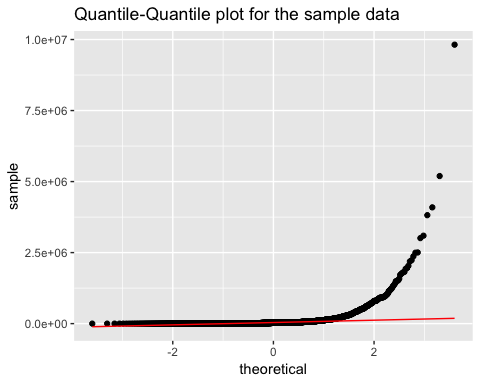 Quantile-Quantile plot for the sample data
1.0e+07
7.5e+06
5.0e+06
2.5e+06
0.0e+00
sample
-2
0
2
theoretical